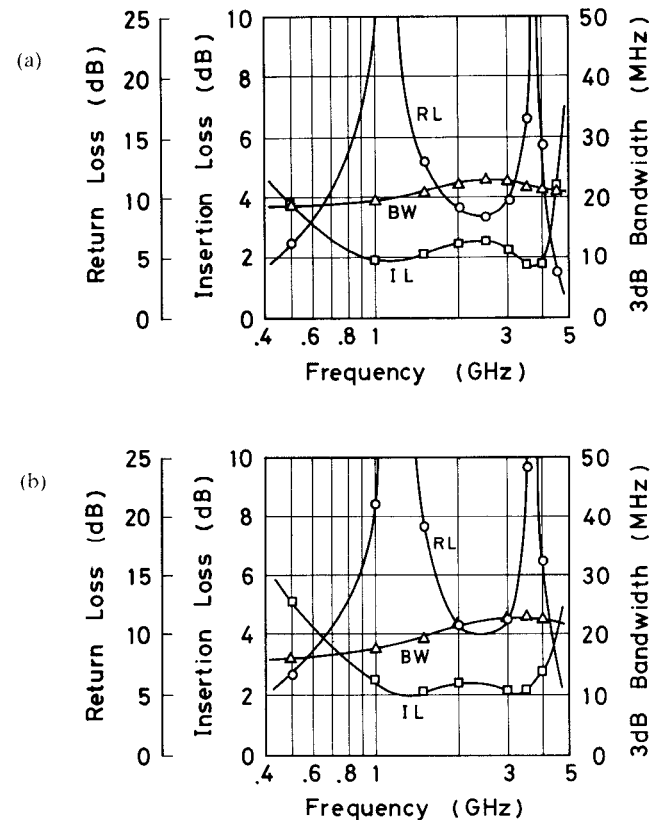 (a)
Return Loss (dB)
25
20
15
10
5
0
Insertion Loss (dB)
10
8
6
4
2
0
RL
BW
IL
50
40
30
20
10
0
3dB Bandwidth (MHz)
.4 .6 .8 1 2 3 5
Frequency (GHz)
(b)
Return Loss (dB)
25
20
15
10
5
0
Insertion Loss (dB)
10
8
6
4
2
0
RL
BW
IL
50
40
30
20
10
0
3dB Bandwidth (MHz)
.4 .6 .8 1 2 3 5
Frequency (GHz)